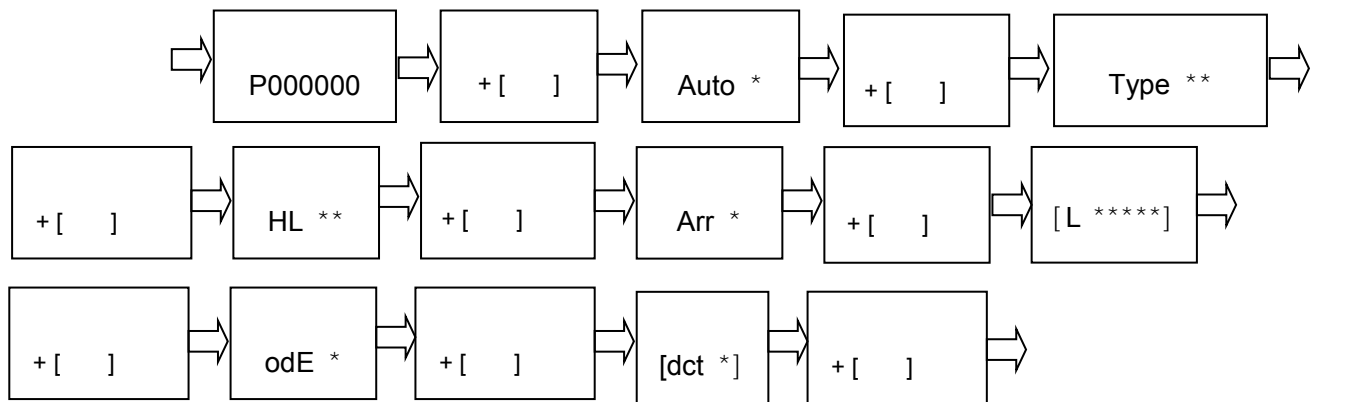 P000000 +[ ] Auto * +[ ] Type **
+[ ] HL ** +[ ] Arr * +[ ] [L *****]
+[ ] odE * +[ ] [dct *] +[ ]